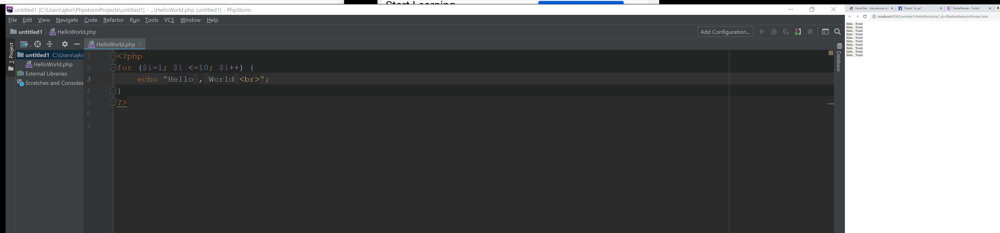 Start Learning
untitled1 [C:\Users\ajkin\PhpstormProjects\untitled1] - ...\HelloWorld.php [untitled1] - PhpStorm
File Edit View Navigate Code Refactor Run Tools VCS Window Help
untitled1 HelloWorld.php
Add Configuration...
HelloWorld.php
1: Project
untitled1 C:\Users\ajkin
HelloWorld.php
External Libraries
Scratches and Consoles
1 <?php
2 for ($i=1; $i <=10; $i++) {
3 echo "Hello , World <br>";
4 }
5 ?>
6
7
Database
Solve Elec - Educational sof
Toledo "to go"
DanielFenner - Twitch
localhost:63342/untitled1/HelloWorld.php?_ijt=f0ka8ubl4elamjv41knaku1aba
Hello , World
Hello , World
Hello , World
Hello , World
Hello , World
Hello , World
Hello , World
Hello , World
Hello , World
Hello , World